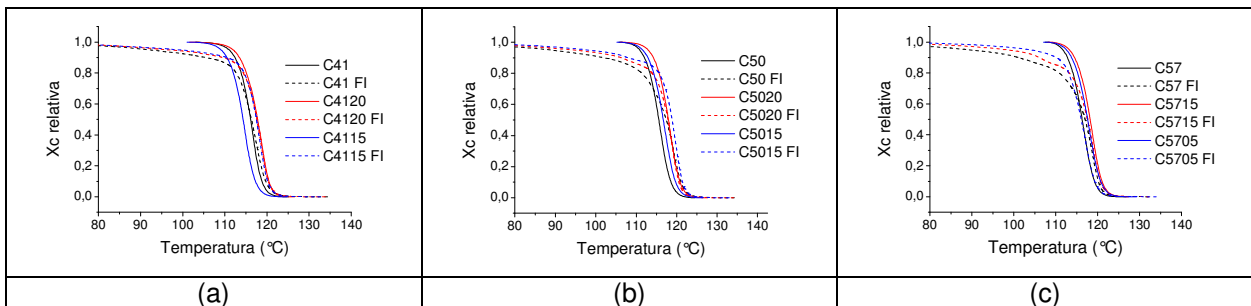 1,0
0,8
0,6
0,4
0,2
0,0
Xc relativa
C41
C41 FI
C4120
C4120 FI
C4115
C4115 FI
80 90 100 110 120 130 140
Temperatura (°C)
(a)
1,0
0,8
0,6
0,4
0,2
0,0
Xc relativa
C50
C50 FI
C5020
C5020 FI
C5015
C5015 FI
80 90 100 110 120 130 140
Temperatura (°C)
(b)
1,0
0,8
0,6
0,4
0,2
0,0
Xc relativa
C57
C57 FI
C5715
C5715 FI
C5705
C5705 FI
80 90 100 110 120 130 140
Temperatura (°C)
(c)